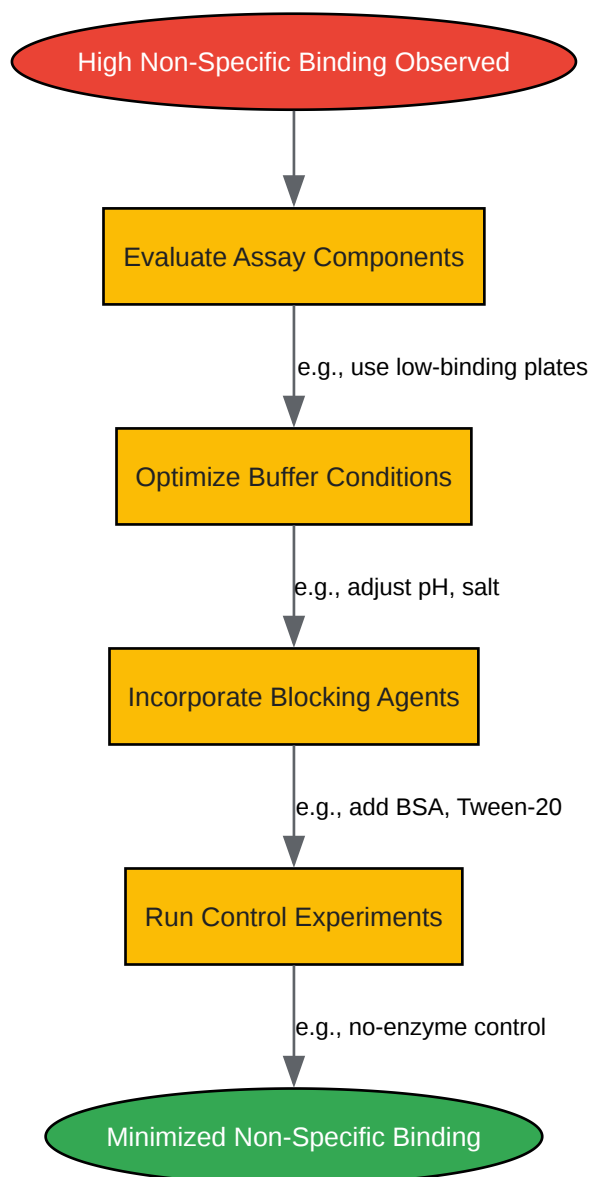 High Non-Specific Binding Observed
Evaluate Assay Components
e.g., use low-binding plates
Optimize Buffer Conditions
e.g., adjust pH, salt
Incorporate Blocking Agents
e.g., add BSA, Tween-20
Run Control Experiments
e.g., no-enzyme control
Minimized Non-Specific Binding